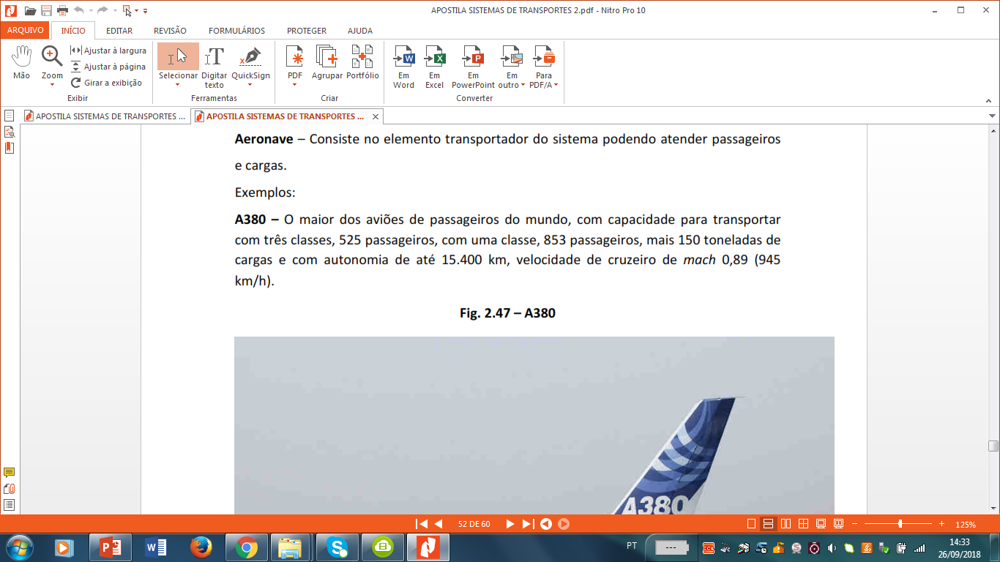 APOSTILA SISTEMAS DE TRANSPORTES 2.pdf - Nitro Pro 10
ARQUIVO INÍCIO EDITAR REVISÃO FORMULÁRIOS PROTEGER AJUDA
Mão
Zoom
Ajustar à largura
Ajustar à página
Girar a exibição
Exibir
Selecionar
Digitar
texto
QuickSign
Ferramentas
PDF
Agrupar
Portfólio
Criar
Em
Word
Em
Excel
Em
PowerPoint
Em
outro
Para
PDF/A
Converter
APOSTILA SISTEMAS DE TRANSPORTES ...
APOSTILA SISTEMAS DE TRANSPORTES ...
Aeronave – Consiste no elemento transportador do sistema podendo atender passageiros
e cargas.
Exemplos:
A380 – O maior dos aviões de passageiros do mundo, com capacidade para transportar
com três classes, 525 passageiros, com uma classe, 853 passageiros, mais 150 toneladas de
cargas e com autonomia de até 15.400 km, velocidade de cruzeiro de mach 0,89 (945
km/h).
Fig. 2.47 – A380
A380
52 DE 60
125%
PT
14:33
26/09/2018